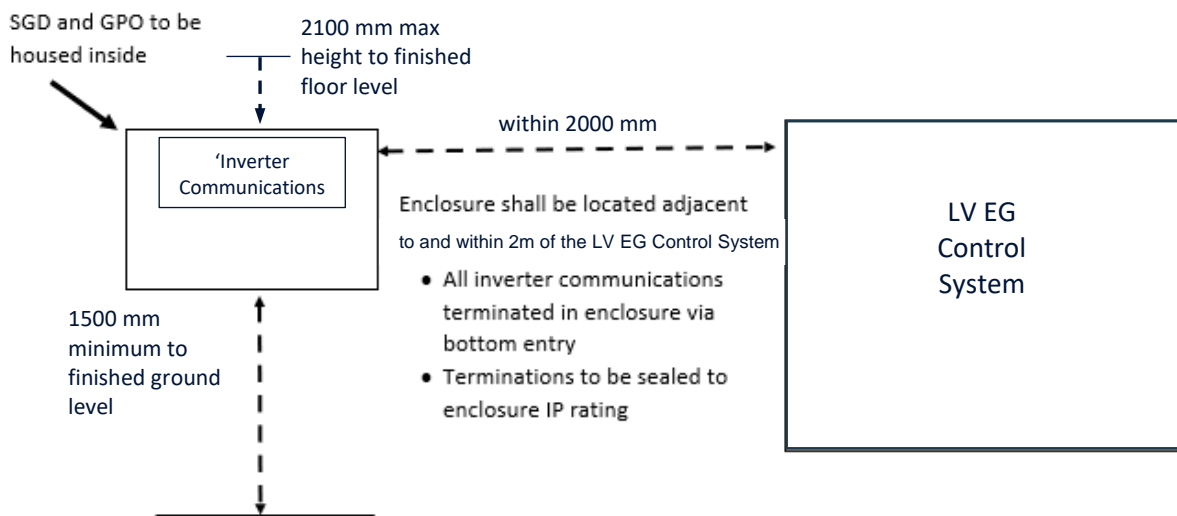 SGD and GPO to be
housed inside
2100 mm max
height to finished
floor level
within 2000 mm
‘Inverter
Communications
Enclosure shall be located adjacent
to and within 2m of the LV EG Control System
● All inverter communications
terminated in enclosure via
bottom entry
● Terminations to be sealed to
enclosure IP rating
LV EG
Control
System
1500 mm
minimum to
finished ground
level